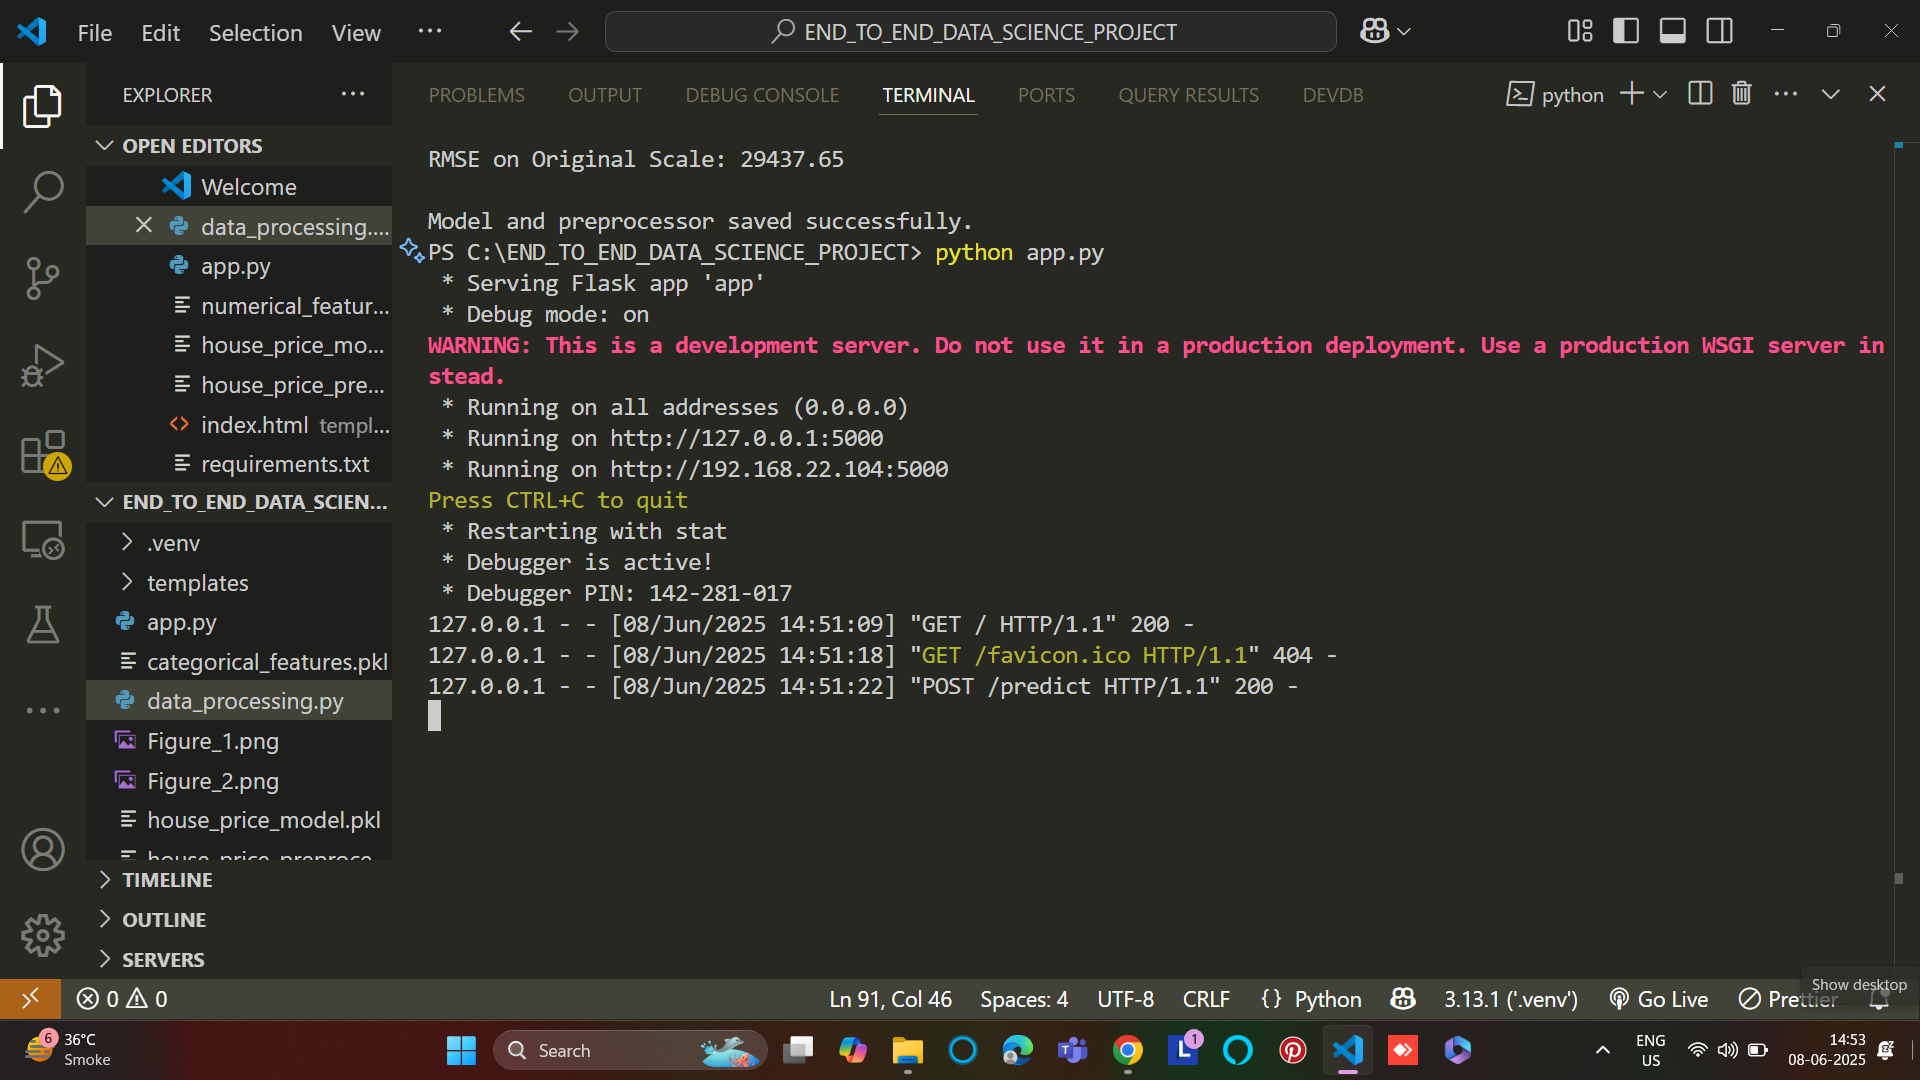 File Edit Selection View ...
END_TO_END_DATA_SCIENCE_PROJECT
EXPLORER ...
OPEN EDITORS
Welcome
data_processing....
app.py
numerical_featur...
house_price_mo...
house_price_pre...
index.html templ...
requirements.txt
END_TO_END_DATA_SCIEN...
.venv
templates
app.py
categorical_features.pkl
data_processing.py
Figure_1.png
Figure_2.png
house_price_model.pkl
house_price_preproce
TIMELINE
OUTLINE
SERVERS
PROBLEMS OUTPUT DEBUG CONSOLE TERMINAL PORTS QUERY RESULTS DEVDB
python
RMSE on Original Scale: 29437.65
Model and preprocessor saved successfully.
PS C:\END_TO_END_DATA_SCIENCE_PROJECT> python app.py
* Serving Flask app 'app'
* Debug mode: on
WARNING: This is a development server. Do not use it in a production deployment. Use a production WSGI server in
stead.
* Running on all addresses (0.0.0.0)
* Running on http://127.0.0.1:5000
* Running on http://192.168.22.104:5000
Press CTRL+C to quit
* Restarting with stat
* Debugger is active!
* Debugger PIN: 142-281-017
127.0.0.1 - - [08/Jun/2025 14:51:09] "GET / HTTP/1.1" 200 -
127.0.0.1 - - [08/Jun/2025 14:51:18] "GET /favicon.ico HTTP/1.1" 404 -
127.0.0.1 - - [08/Jun/2025 14:51:22] "POST /predict HTTP/1.1" 200 -
Show desktop
0 0
Ln 91, Col 46 Spaces: 4 UTF-8 CRLF {} Python 3.13.1 ('.venv') Go Live Prettier
6
36°C
Smoke
Search
L
1
ENG
US
14:53
08-06-2025